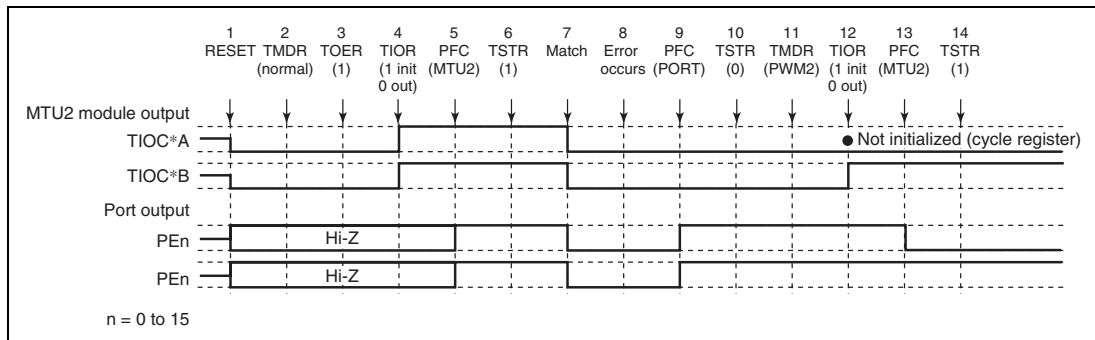 1 2 3 4 5 6 7 8 9 10 11 12 13 14
RESET TMDR TOER TIOR PFC TSTR Match Error PFC TSTR TMDR TIOR PFC TSTR
(normal) (1) (1 init (MTU2) (1) occurs (PORT) (0) (PWM2) (1 init (MTU2) (1)
0 out) 0 out)
MTU2 module output
TIOC*A
● Not initialized (cycle register)
TIOC*B
Port output
PEn
Hi-Z
PEn
Hi-Z
n = 0 to 15